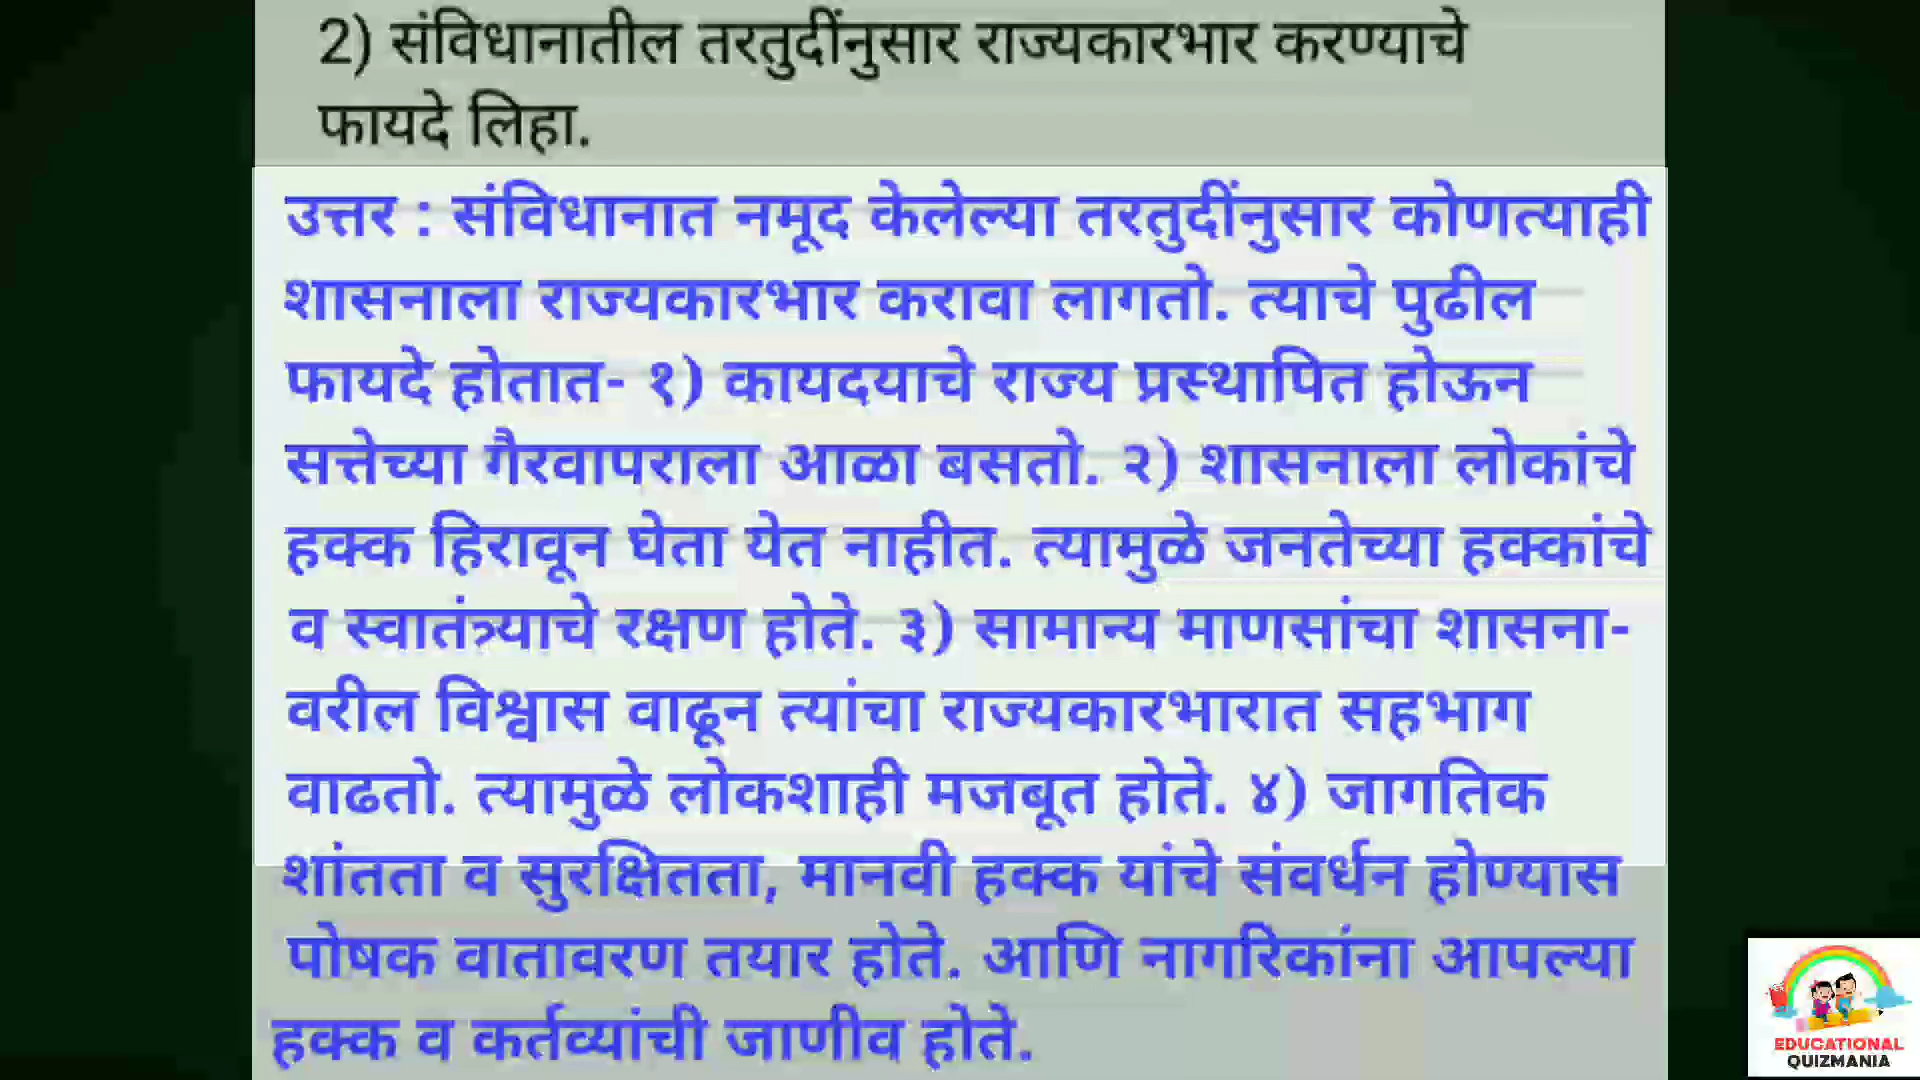 2) संविधानातील तरतुदींनुसार राज्यकारभार करण्याचे
फायदे लिहा.
उत्तर : संविधानात नमूद केलेल्या तरतुदींनुसार कोणत्याही
शासनाला राज्यकारभार करावा लागतो. त्याचे पुढील
फायदे होतात- १) कायदयाचे राज्य प्रस्थापित होऊन
सत्तेच्या गैरवापराला आळा बसतो. २) शासनाला लोकांचे
हक्क हिरावून घेता येत नाहीत. त्यामुळे जनतेच्या हक्कांचे
व स्वातंत्र्याचे रक्षण होते. ३) सामान्य माणसांचा शासना-
वरील विश्वास वाढून त्यांचा राज्यकारभारात सहभाग
वाढतो. त्यामुळे लोकशाही मजबूत होते. ४) जागतिक
शांतता व सुरक्षितता, मानवी हक्क यांचे संवर्धन होण्यास
पोषक वातावरण तयार होते. आणि नागरिकांना आपल्या
हक्क व कर्तव्यांची जाणीव होते.
EDUCATIONAL
QUIZMANIA